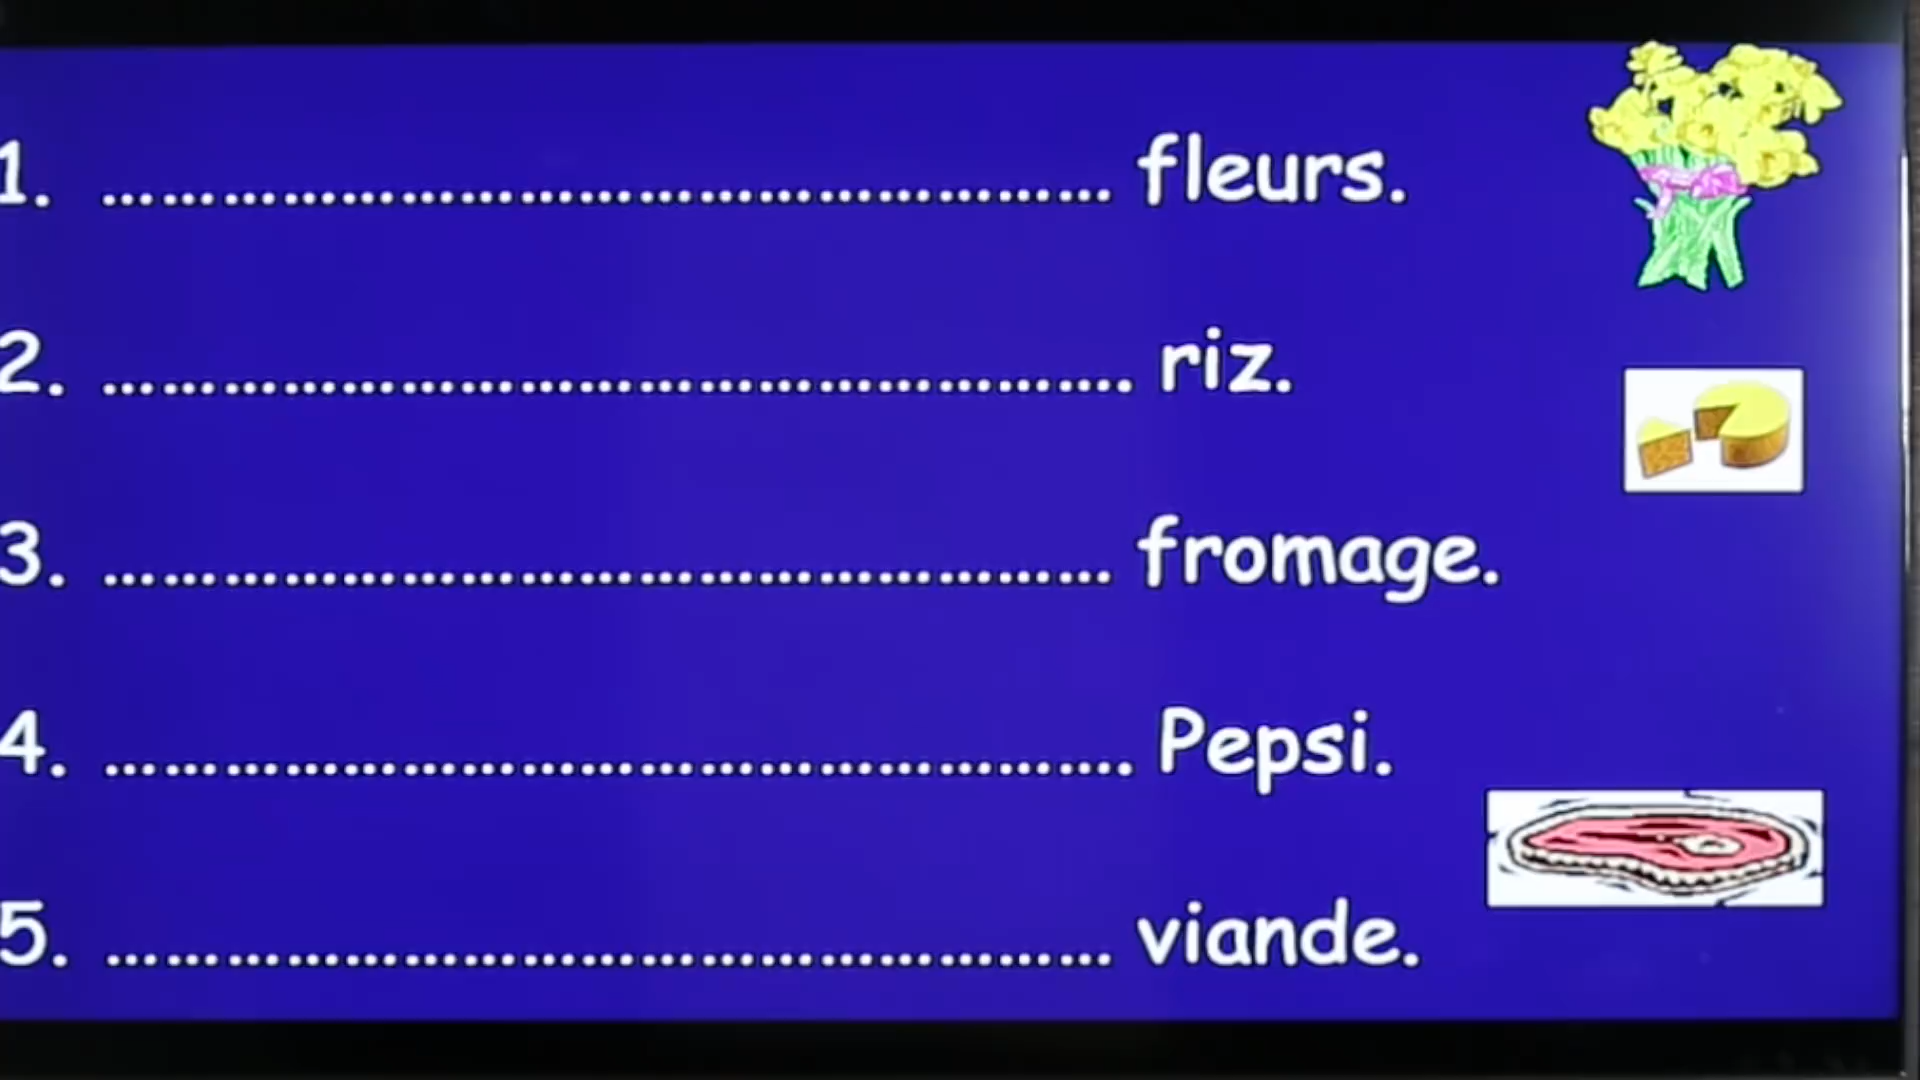 1. ........................................................ fleurs.
2. ......................................................... riz.
3. ........................................................ fromage.
4. ......................................................... Pepsi.
5. ........................................................ viande.